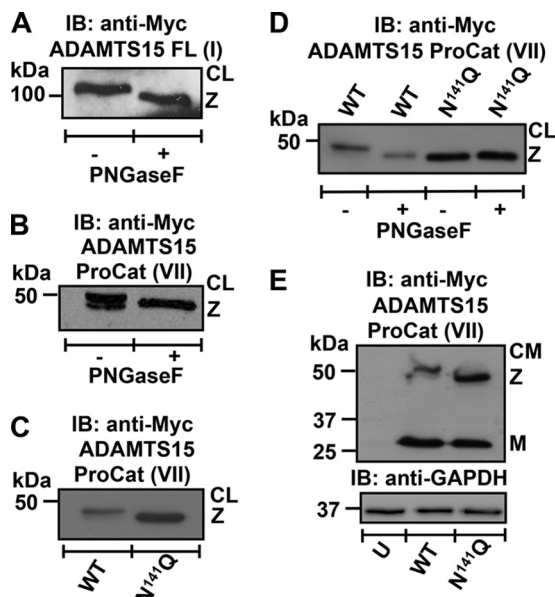 A
IB: anti-Myc
ADAMTS15 FL (I)
kDa
CL
100
Z
- +
PNGaseF
B
IB: anti-Myc
ADAMTS15
ProCat (VII)
kDa
CL
50
Z
- +
PNGaseF
C
IB: anti-Myc
ADAMTS15
ProCat (VII)
kDa
CL
50
Z
WT N¹⁴¹Q
D
IB: anti-Myc
ADAMTS15 ProCat (VII)
WT WT N¹⁴¹Q N¹⁴¹Q
kDa
CL
50
Z
- + - +
PNGaseF
E
IB: anti-Myc
ADAMTS15
ProCat (VII)
kDa
CM
50
Z
37
25
M
IB: anti-GAPDH
37
U WT N¹⁴¹Q